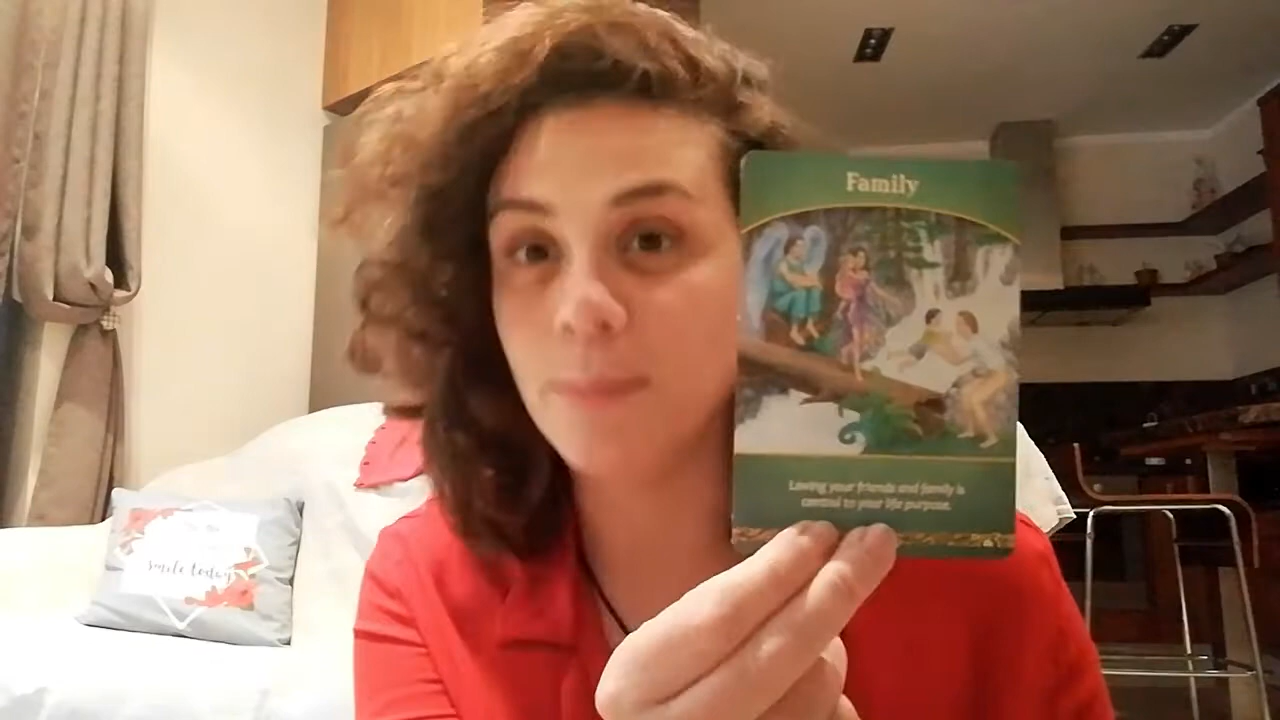 Family
Loving your friends and family is
central to your life purpose.
smile today